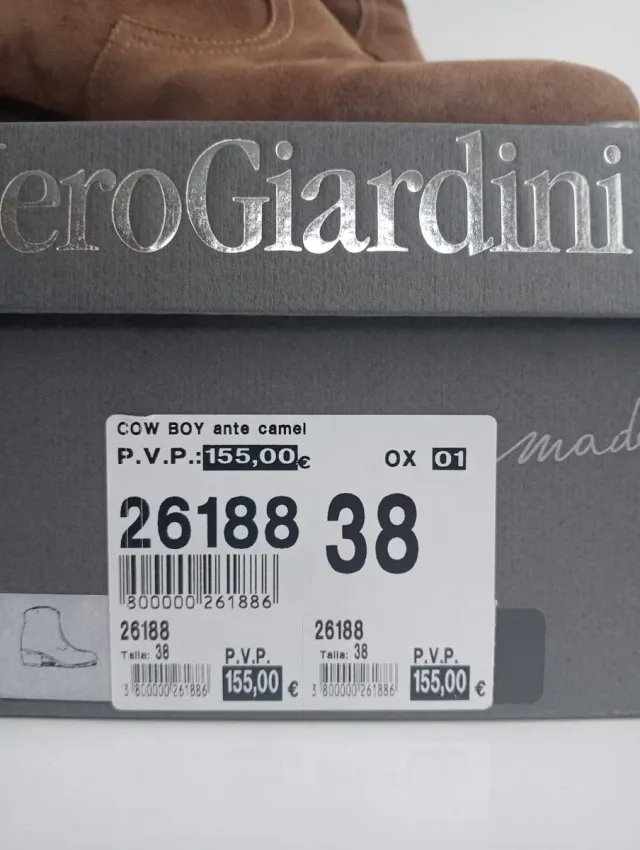 eroGiardini
made
COW BOY ante camel
P.V.P.: 155,00€ OX 01
26188 38
800000 261886
26188 26188
Talla: 38 P.V.P. Talla: 38 P.V.P.
3 800000 261886 155,00 € 3 800000 261886 155,00 €